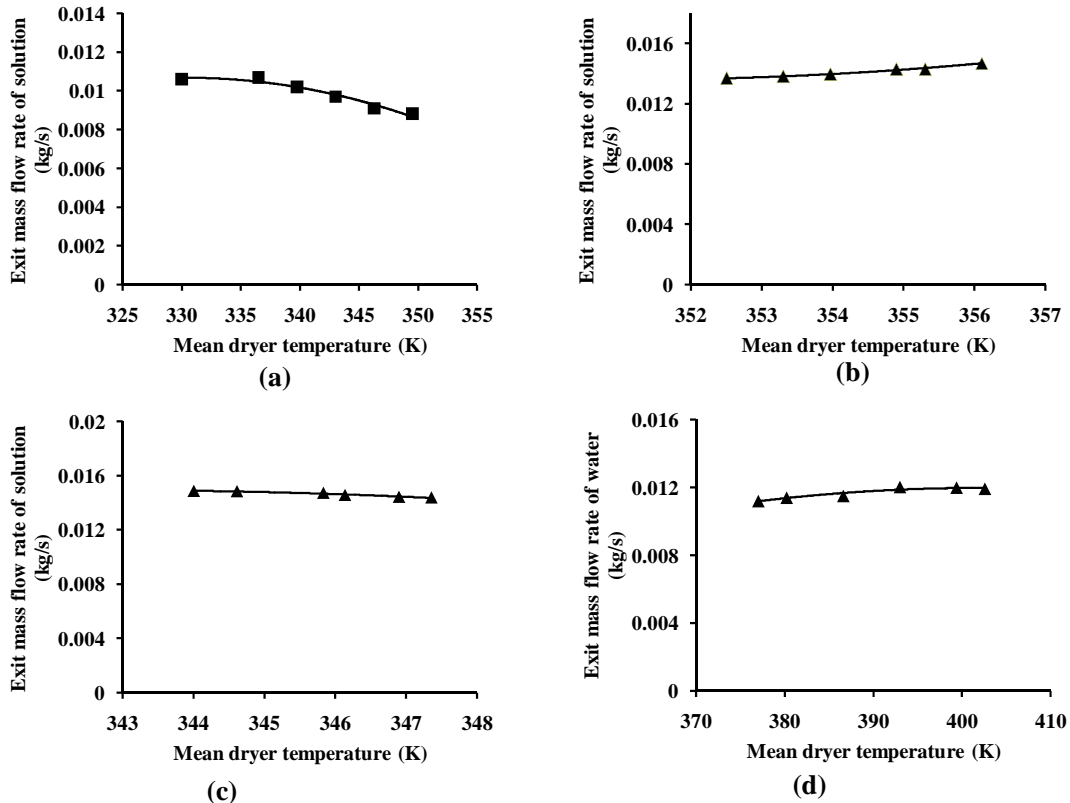 Exit mass flow rate of solution
(kg/s)
0.014
0.012
0.01
0.008
0.006
0.004
0.002
0
325 330 335 340 345 350 355
Mean dryer temperature (K)
(a)
Exit mass flow rate of solution
(kg/s)
0.016
0.012
0.008
0.004
0
352 353 354 355 356 357
Mean dryer temperature (K)
(b)
Exit mass flow rate of solution
(kg/s)
0.02
0.016
0.012
0.008
0.004
0
343 344 345 346 347 348
Mean dryer temperature (K)
(c)
Exit mass flow rate of water
(kg/s)
0.016
0.012
0.008
0.004
0
370 380 390 400 410
Mean dryer temperature (K)
(d)